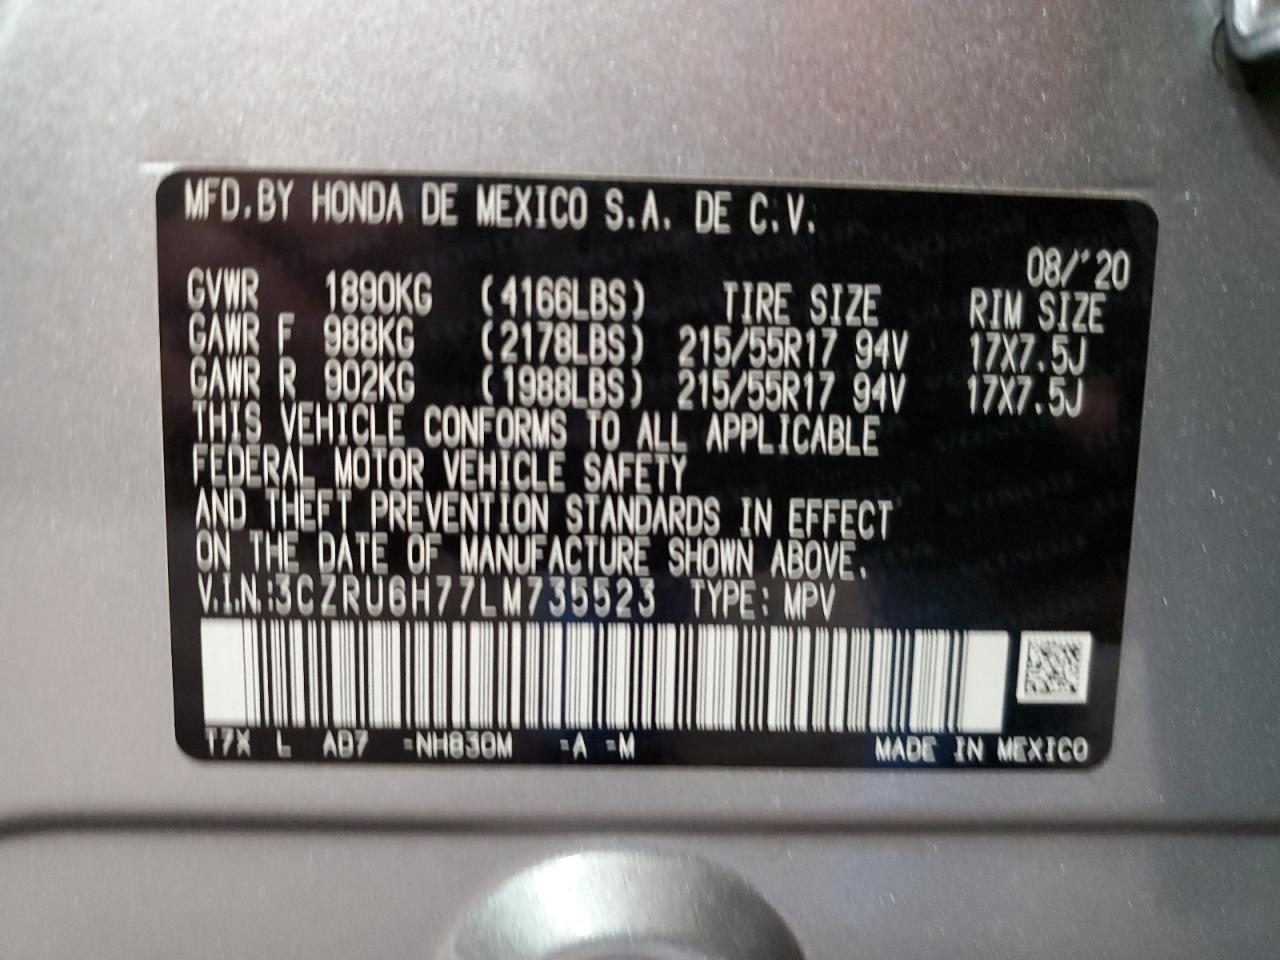 MFD.BY HONDA DE MEXICO S.A. DE C.V.
08/'20
GVWR 1890KG (4166LBS) TIRE SIZE RIM SIZE
GAWR F 988KG (2178LBS) 215/55R17 94V 17X7.5J
GAWR R 902KG (1988LBS) 215/55R17 94V 17X7.5J
THIS VEHICLE CONFORMS TO ALL APPLICABLE
FEDERAL MOTOR VEHICLE SAFETY
AND THEFT PREVENTION STANDARDS IN EFFECT
ON THE DATE OF MANUFACTURE SHOWN ABOVE.
V.I.N.:3CZRU6H77LM735523 TYPE: MPV
T7X L AD7 =NH830M =A =M MADE IN MEXICO